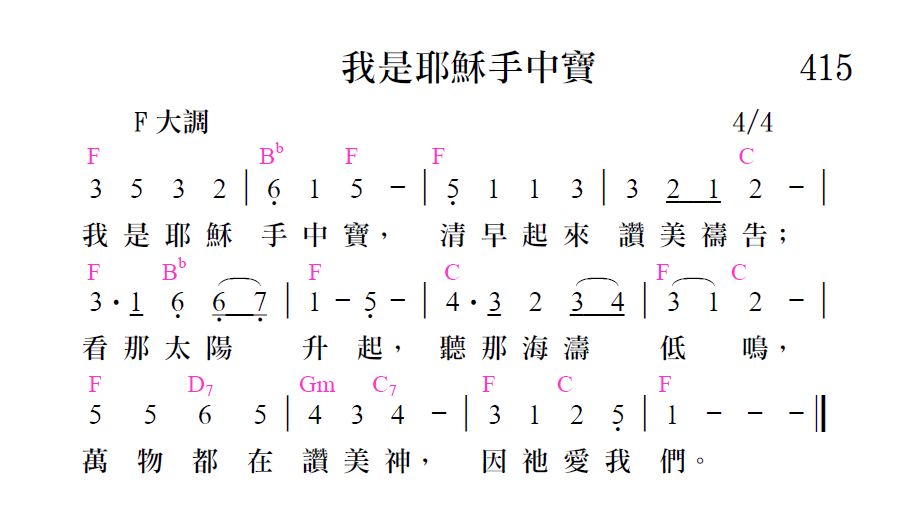 我是耶穌手中寶 415
F 大調 4/4
F Bb F F C
3 5 3 2 | 6̣ 1 5 − | 5̣ 1 1 3 | 3 2 1 2 − |
我是耶穌 手中寶， 清早起來 讚美禱告；
F Bb F C F C
3 · 1 6̣ 6̣ 7̣ | 1 − 5̣ − | 4 · 3 2 3 4 | 3 1 2 − |
看那太陽 升起， 聽那海濤 低鳴，
F D7 Gm C7 F C F
5 5 6 5 | 4 3 4 − | 3 1 2 5̣ | 1 − − − ‖
萬物都在讚美神， 因祂愛我們。